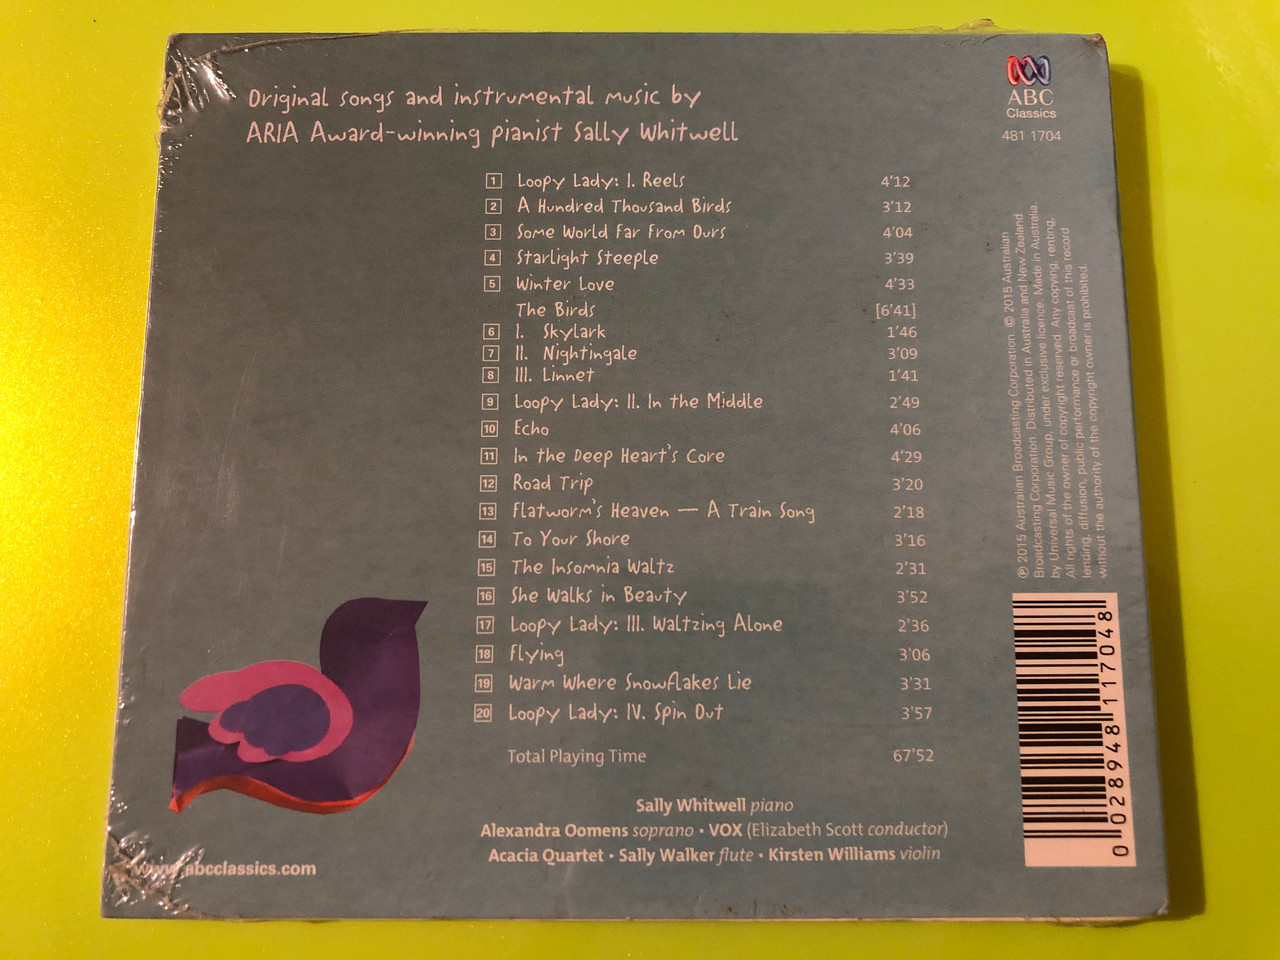 Original songs and instrumental music by
ARIA Award-winning pianist Sally Whitwell
ABC
Classics
481 1704
1 Loopy Lady: I. Reels 4'12
2 A Hundred Thousand Birds 3'12
3 Some World Far From Ours 4'04
4 Starlight Steeple 3'39
5 Winter Love 4'33
The Birds [6'41]
6 I. Skylark 1'46
7 II. Nightingale 3'09
8 III. Linnet 1'41
9 Loopy Lady: II. In the Middle 2'49
10 Echo 4'06
11 In the Deep Heart's Core 4'29
12 Road Trip 3'20
13 Flatworm's Heaven — A Train Song 2'18
14 To Your Shore 3'16
15 The Insomnia Waltz 2'31
16 She Walks in Beauty 3'52
17 Loopy Lady: III. Waltzing Alone 2'36
18 Flying 3'06
19 Warm Where Snowflakes Lie 3'31
20 Loopy Lady: IV. Spin Out 3'57
Total Playing Time 67'52
Sally Whitwell piano
Alexandra Oomens soprano • VOX (Elizabeth Scott conductor)
Acacia Quartet • Sally Walker flute • Kirsten Williams violin
www.abcclassics.com
℗ 2015 Australian Broadcasting Corporation. © 2015 Australian
Broadcasting Corporation. Distributed in Australia and New Zealand
by Universal Music Group, under exclusive licence. Made in Australia.
All rights of the owner of copyright reserved. Any copying, renting,
lending, diffusion, public performance or broadcast of this record
without the authority of the copyright owner is prohibited.
0 028948 117048